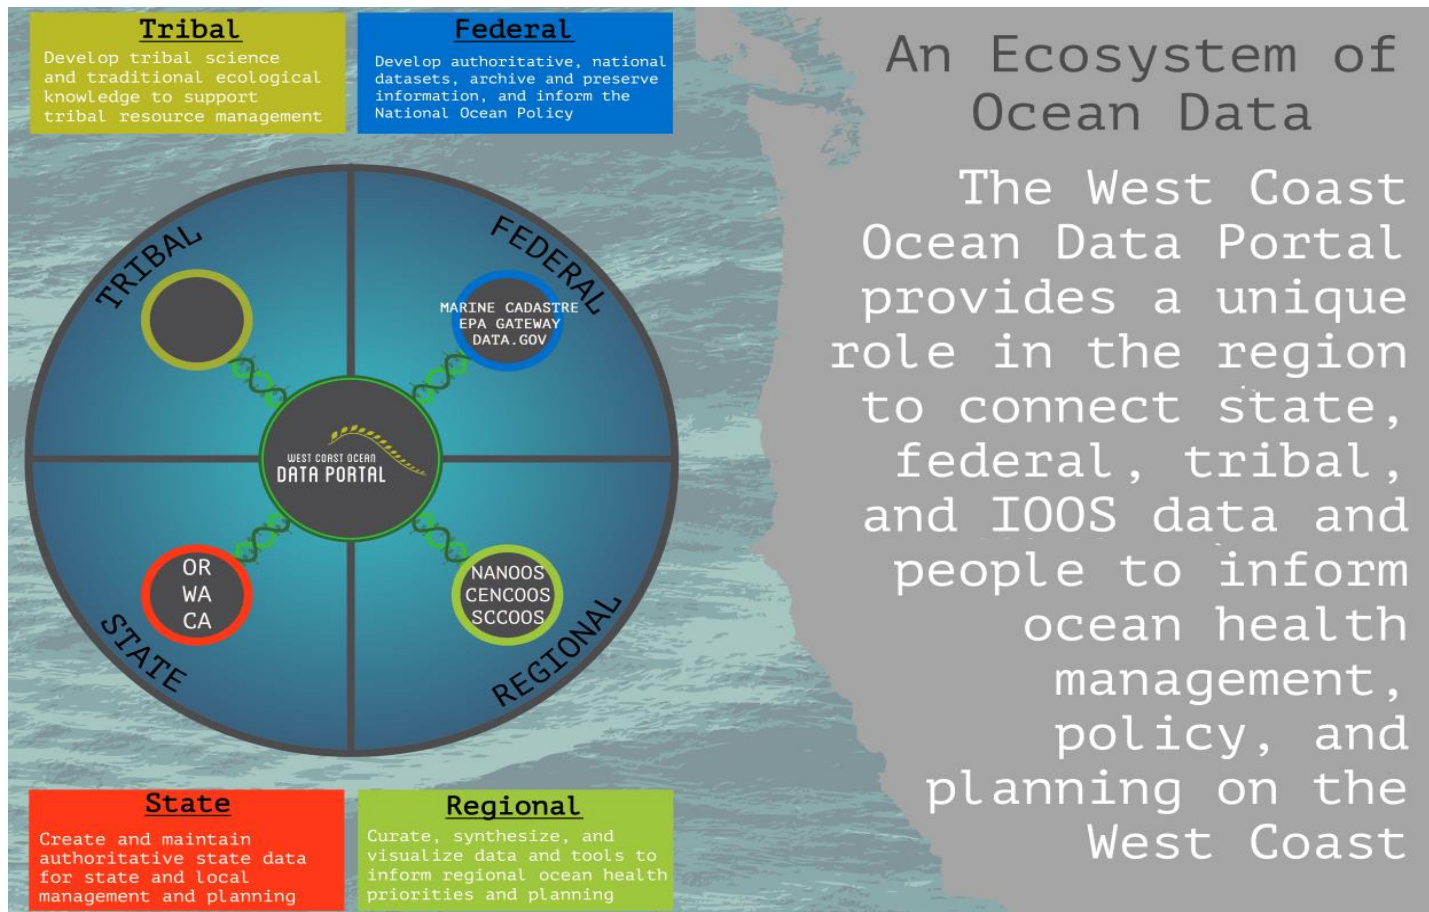 Tribal
Develop tribal science
and traditional ecological
knowledge to support
tribal resource management
Federal
Develop authoritative, national
datasets, archive and preserve
information, and inform the
National Ocean Policy
An Ecosystem of
Ocean Data
The West Coast
Ocean Data Portal
provides a unique
role in the region
to connect state,
federal, tribal,
and IOOS data and
people to inform
ocean health
management,
policy, and
planning on the
West Coast
TRIBAL
FEDERAL
MARINE CADASTRE
EPA GATEWAY
DATA.GOV
WEST COAST OCEAN
DATA PORTAL
OR
WA
CA
STATE
NANOOS
CENCOOS
SCCOOS
REGIONAL
State
Create and maintain
authoritative state data
for state and local
management and planning
Regional
Curate, synthesize, and
visualize data and tools to
inform regional ocean health
priorities and planning